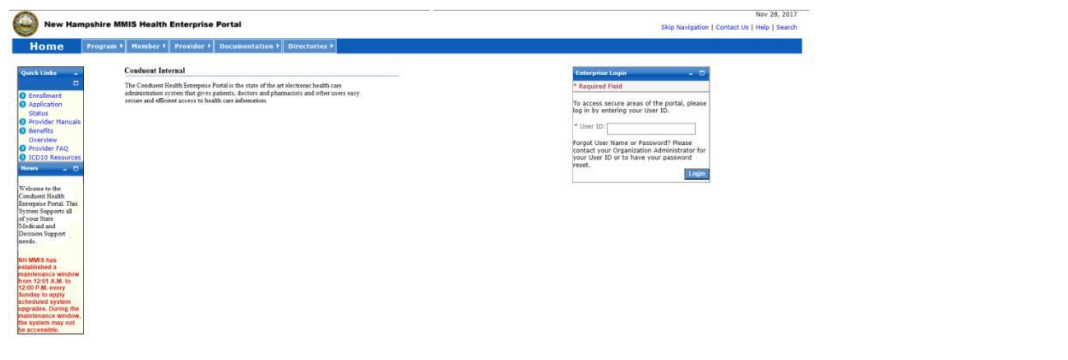 Nov 28, 2017
New Hampshire MMIS Health Enterprise Portal
Skip Navigation | Contact Us | Help | Search
Home Program Member Provider Documentation Directories
Quick Links
Enrollment
Application
Status
Provider Manuals
Benefits
Overview
Provider FAQ
ICD10 Resources
News
Welcome to the
Conduent Health
Enterprise Portal. This
System Supports all
of your State
Medicaid and
Decision Support
needs.
NH MMIS has
established a
maintenance window
from 12:01 A.M. to
12:00 P.M. every
Sunday to apply
scheduled system
upgrades. During the
maintenance window,
the system may not
be accessible.
Conduent Internal
The Conduent Health Enterprise Portal is the state of the art electronic health care
administration system that gives patients, doctors and pharmacists and other users easy
secure and efficient access to health care information.
Enterprise Login
* Required Field
To access secure areas of the portal, please
log in by entering your User ID.
* User ID:
Forgot User Name or Password? Please
contact your Organization Administrator for
your User ID or to have your password
reset.
Login